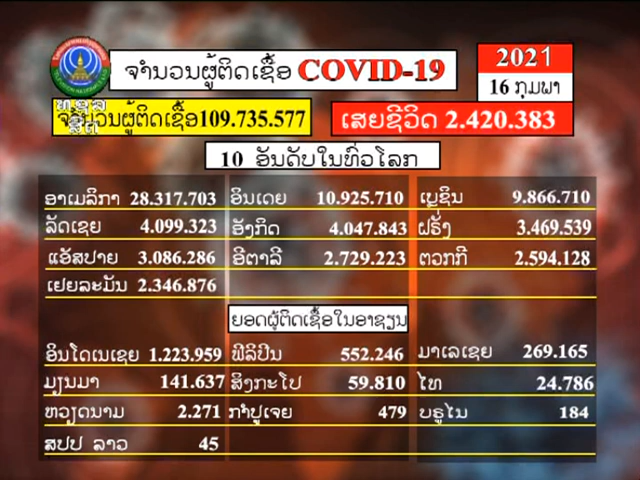 ຈຳນວນຜູ້ຕິດເຊື້ອ COVID-19
2021
16 ກຸມພາ
ທຊລ
ສົດ
ຈຳນວນຜູ້ຕິດເຊື້ອ 109.735.577
ເສຍຊີວິດ 2.420.383
10 ອັນດັບໃນທົ່ວໂລກ
ອາເມລິກາ 28.317.703 ອິນເດຍ 10.925.710 ເບຼຊິນ 9.866.710
ລັດເຊຍ 4.099.323 ອັງກິດ 4.047.843 ຝຣັ່ງ 3.469.539
ແອັສປາຍ 3.086.286 ອີຕາລີ 2.729.223 ຕວກກີ 2.594.128
ເຢຍລະມັນ 2.346.876
ຍອດຜູ້ຕິດເຊື້ອໃນອາຊຽນ
ອິນໂດເນເຊຍ 1.223.959 ຟີລິປິນ 552.246 ມາເລເຊຍ 269.165
ມຽນມາ 141.637 ສິງກະໂປ 59.810 ໄທ 24.786
ຫວຽດນາມ 2.271 ກຳປູເຈຍ 479 ບຣູໄນ 184
ສປປ ລາວ 45